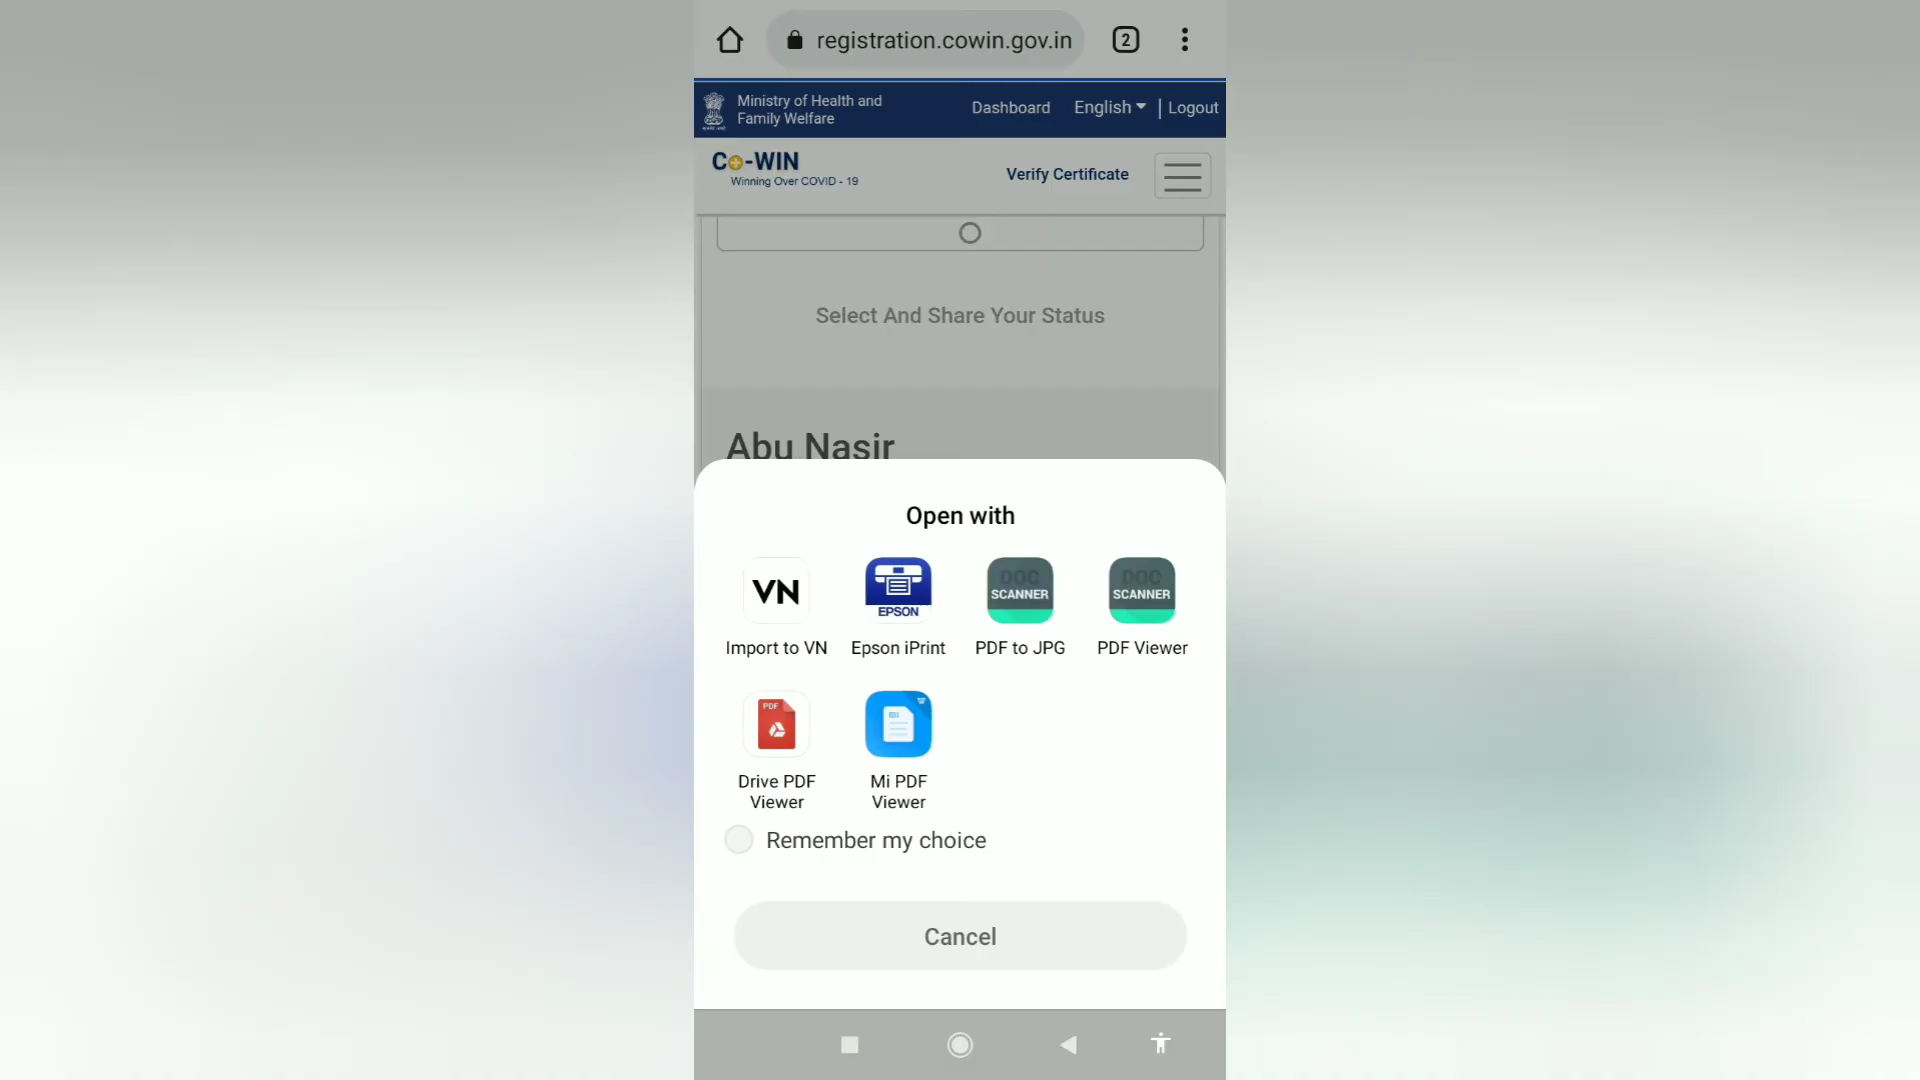 registration.cowin.gov.in
2
Ministry of Health and
Family Welfare
Dashboard
English
Logout
Co-WIN
Winning Over COVID - 19
Verify Certificate
Select And Share Your Status
Abu Nasir
Open with
VN
EPSON
DOC
SCANNER
DOC
SCANNER
Import to VN
Epson iPrint
PDF to JPG
PDF Viewer
PDF
Drive PDF
Viewer
Mi PDF
Viewer
Remember my choice
Cancel